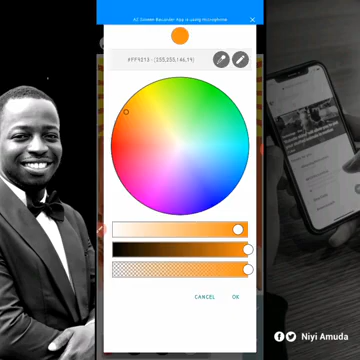 AZ Screen Recorder App is using microphone
#FF9213 - (255,255,146,19)
CANCEL
OK
Niyi Amuda